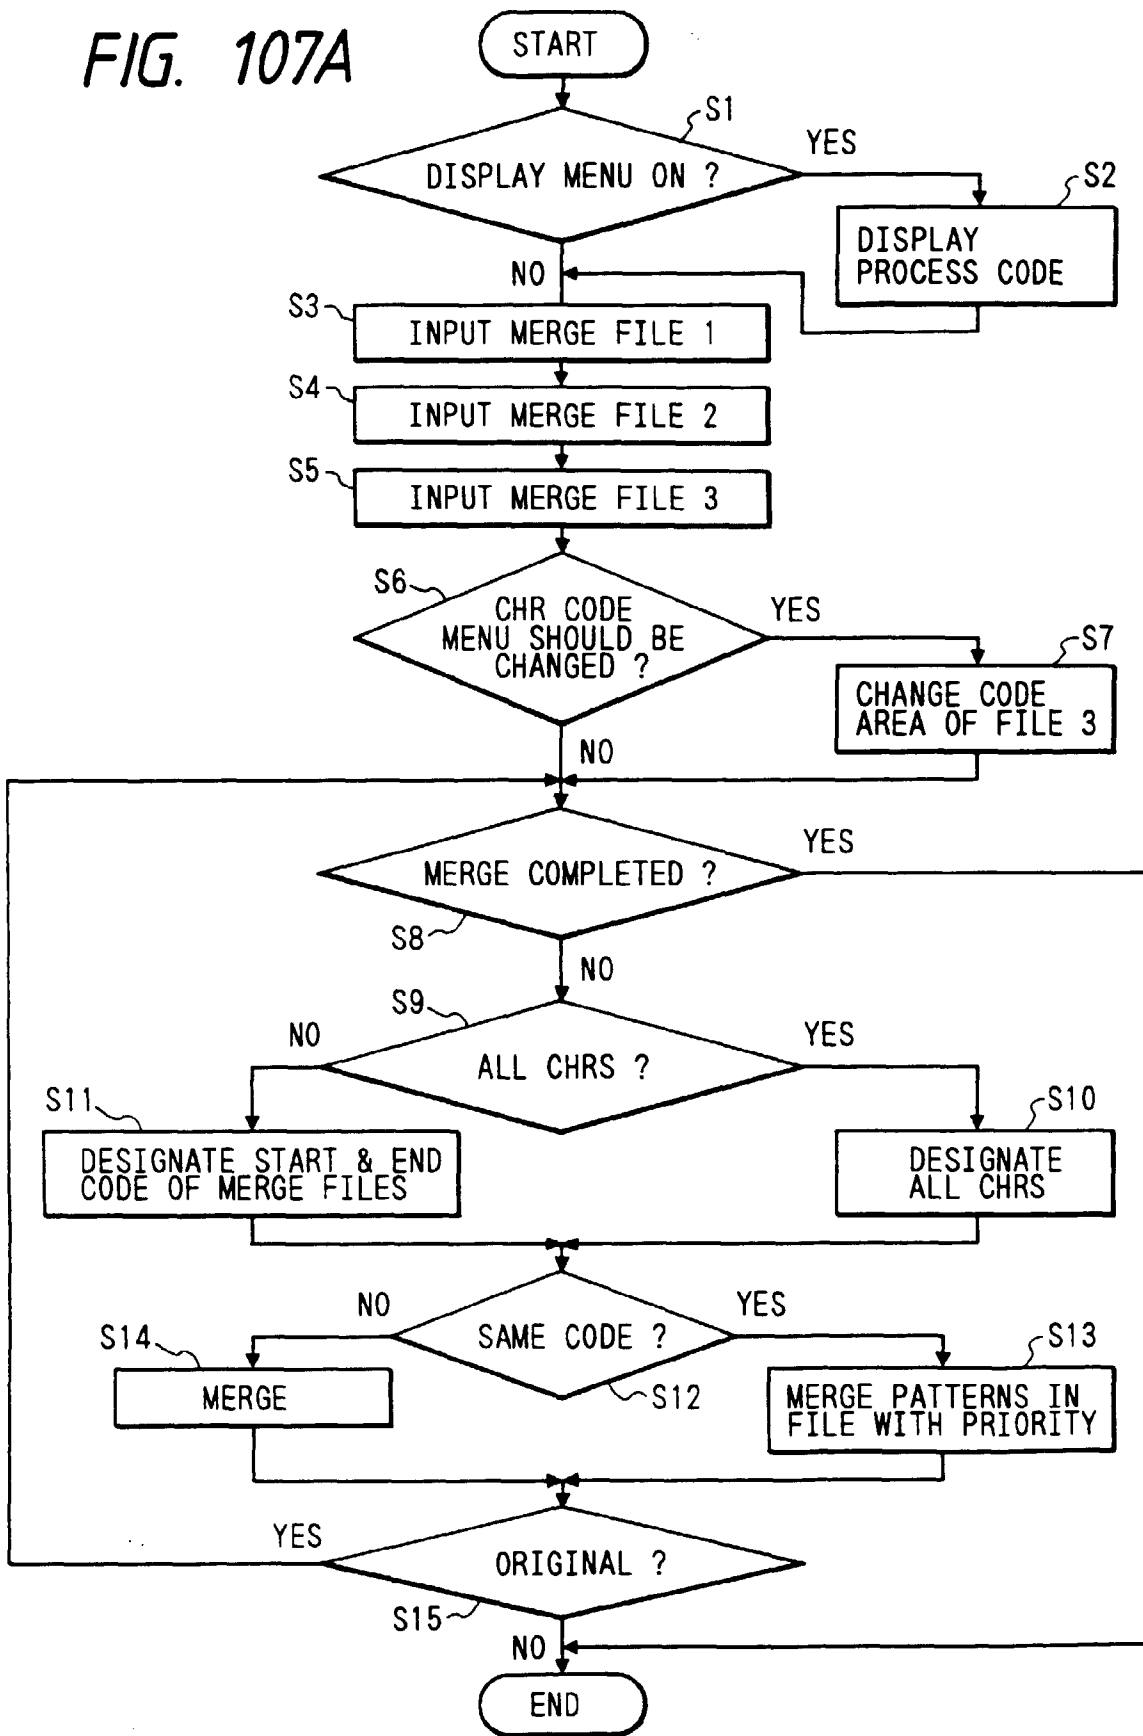 FIG. 107A
START
S1
DISPLAY MENU ON ?
YES
S2
DISPLAY
PROCESS CODE
NO
S3
INPUT MERGE FILE 1
S4
INPUT MERGE FILE 2
S5
INPUT MERGE FILE 3
S6
CHR CODE
MENU SHOULD BE
CHANGED ?
YES
S7
CHANGE CODE
AREA OF FILE 3
NO
MERGE COMPLETED ?
YES
S8
NO
S9
ALL CHRS ?
NO
YES
S11
DESIGNATE START & END
CODE OF MERGE FILES
S10
DESIGNATE
ALL CHRS
NO
SAME CODE ?
YES
S14
MERGE
S12
S13
MERGE PATTERNS IN
FILE WITH PRIORITY
YES
ORIGINAL ?
S15
NO
END